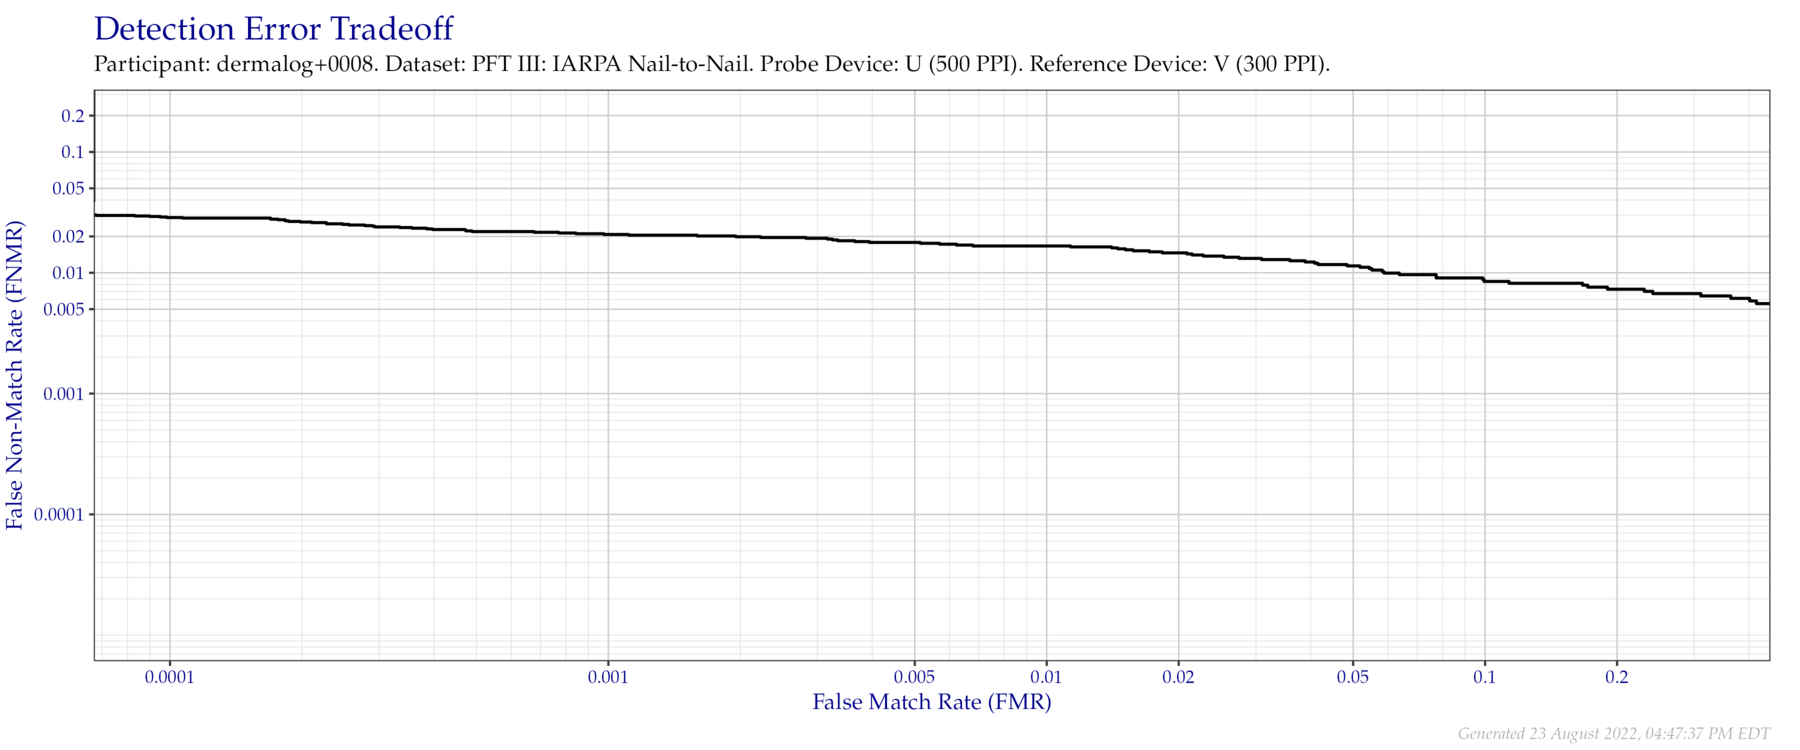 Detection Error Tradeoff
Participant: dermalog+0008. Dataset: PFT III: IARPA Nail-to-Nail. Probe Device: U (500 PPI). Reference Device: V (300 PPI).
False Non-Match Rate (FNMR)
0.2
0.1
0.05
0.02
0.01
0.005
0.001
0.0001
0.0001 0.001 0.005 0.01 0.02 0.05 0.1 0.2
False Match Rate (FMR)
Generated 23 August 2022, 04:47:37 PM EDT